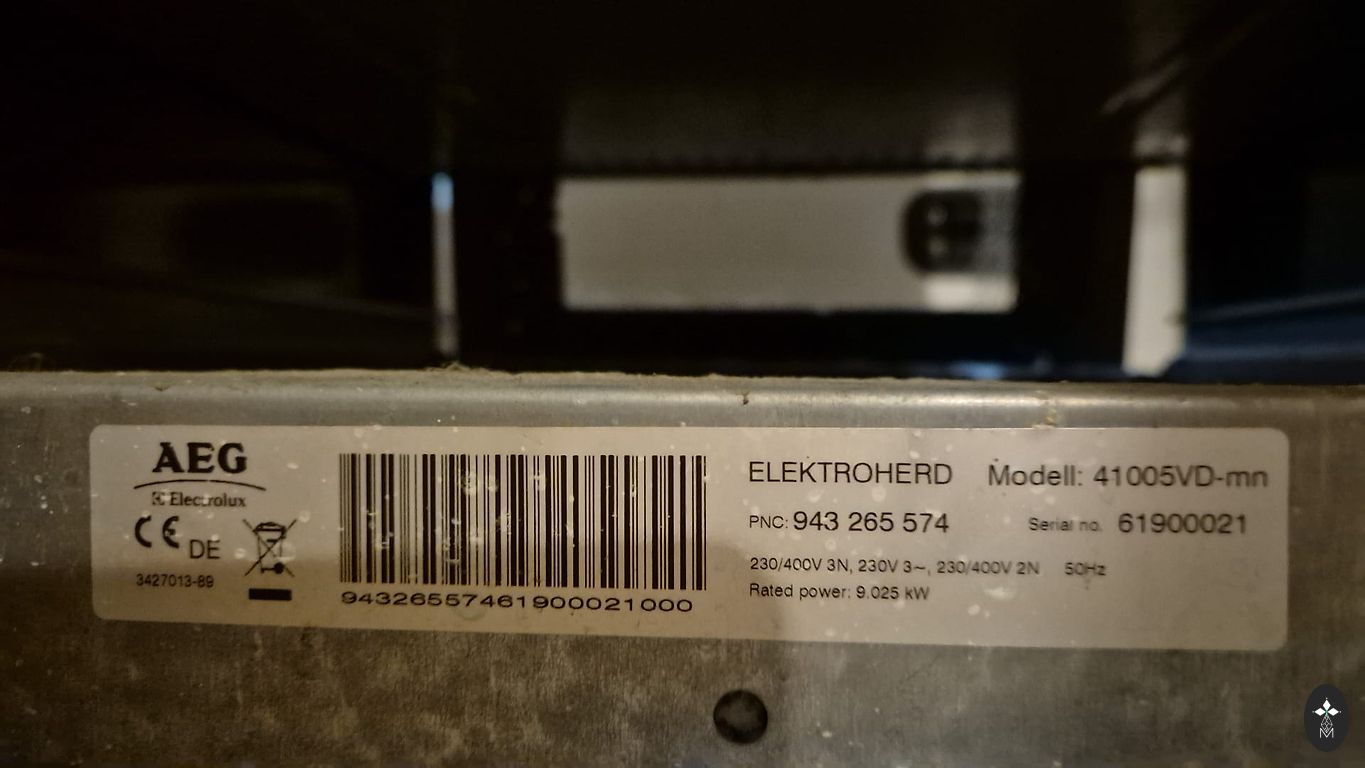 AEG
Electrolux
CE DE
3427013-89
94326557461900021000
ELEKTROHERD Modell: 41005VD-mn
PNC: 943 265 574 Serial no. 61900021
230/400V 3N, 230V 3~, 230/400V 2N 50Hz
Rated power: 9.025 kW
M